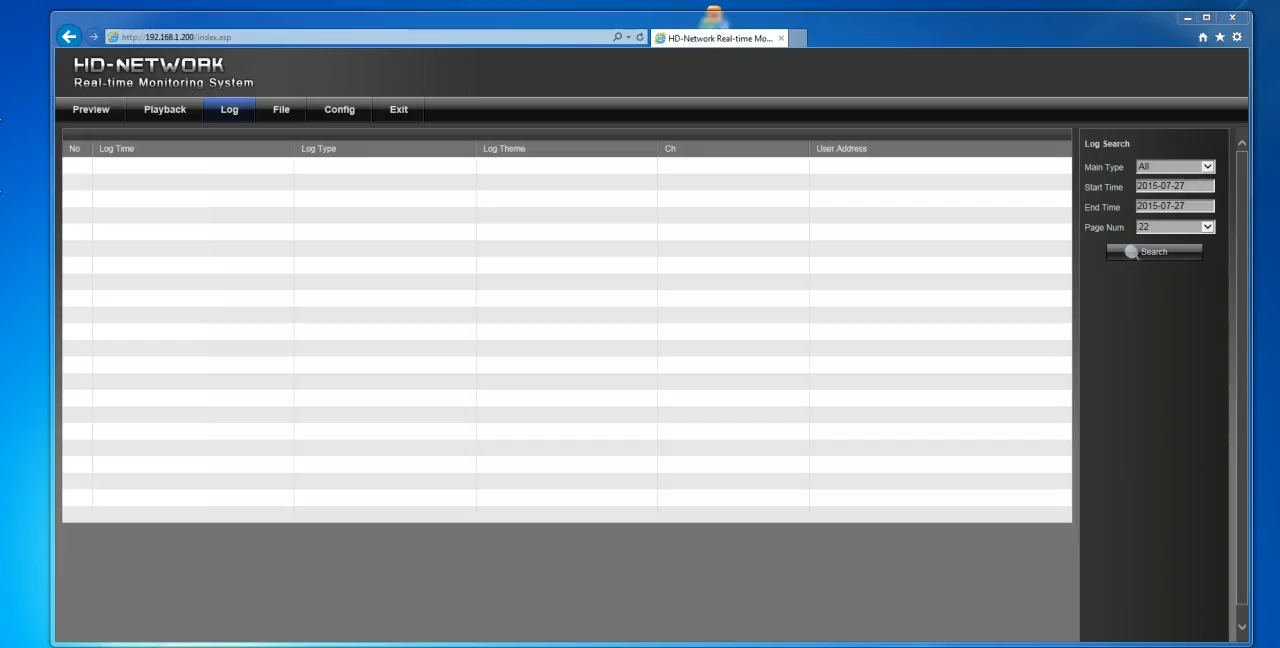 http://192.168.1.200/index.asp
HD-Network Real-time Mo...
HD-NETWORK
Real-time Monitoring System
Preview Playback Log File Config Exit
No Log Time Log Type Log Theme Ch User Address
Log Search
Main Type All
Start Time 2015-07-27
End Time 2015-07-27
Page Num 22
Search